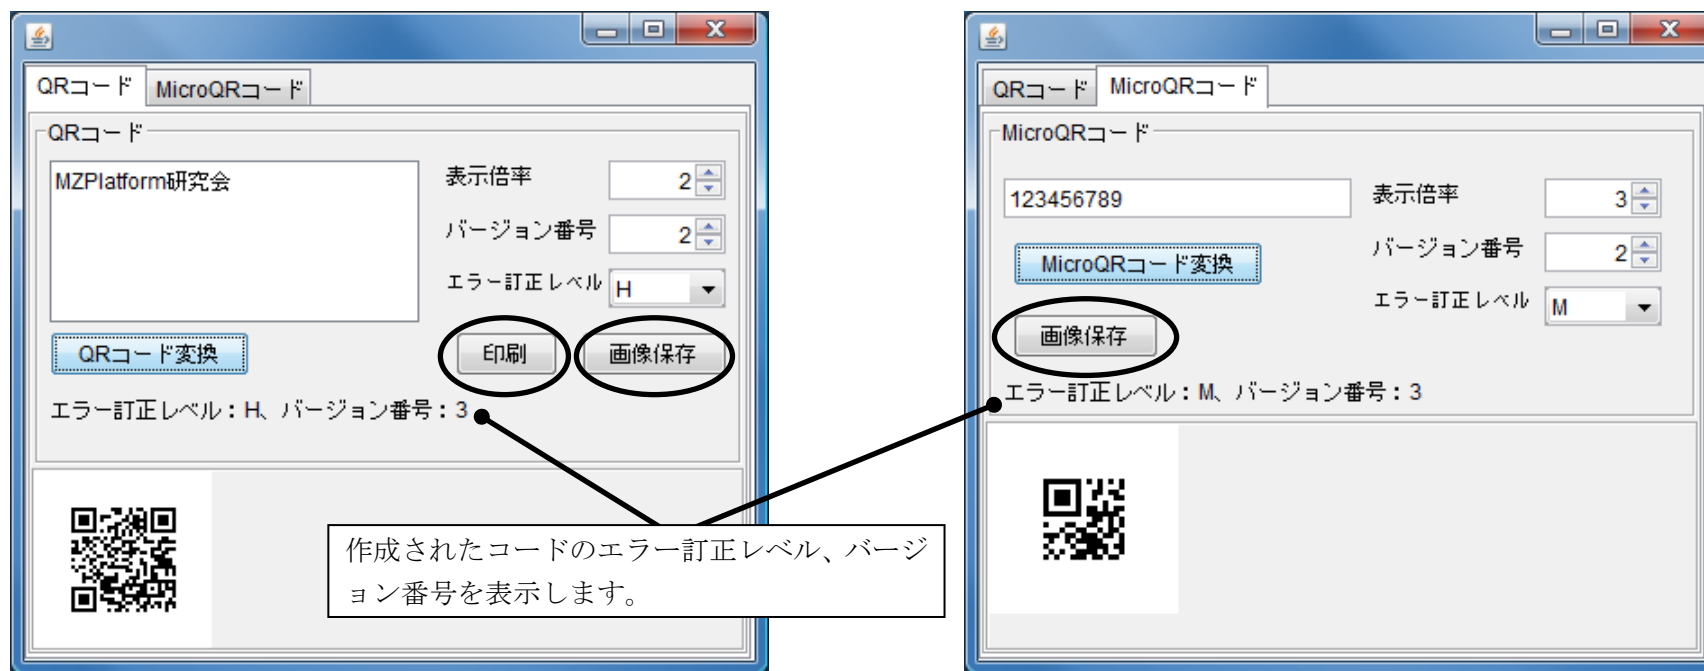 QRコード MicroQRコード
QRコード
MZPlatform研究会
表示倍率 2
バージョン番号 2
エラー訂正レベル H
QRコード変換 印刷 画像保存
エラー訂正レベル：H、バージョン番号：3
QRコード MicroQRコード
MicroQRコード
123456789
表示倍率 3
MicroQRコード変換
バージョン番号 2
エラー訂正レベル M
画像保存
エラー訂正レベル：M、バージョン番号：3
作成されたコードのエラー訂正レベル、バージ
ョン番号を表示します。